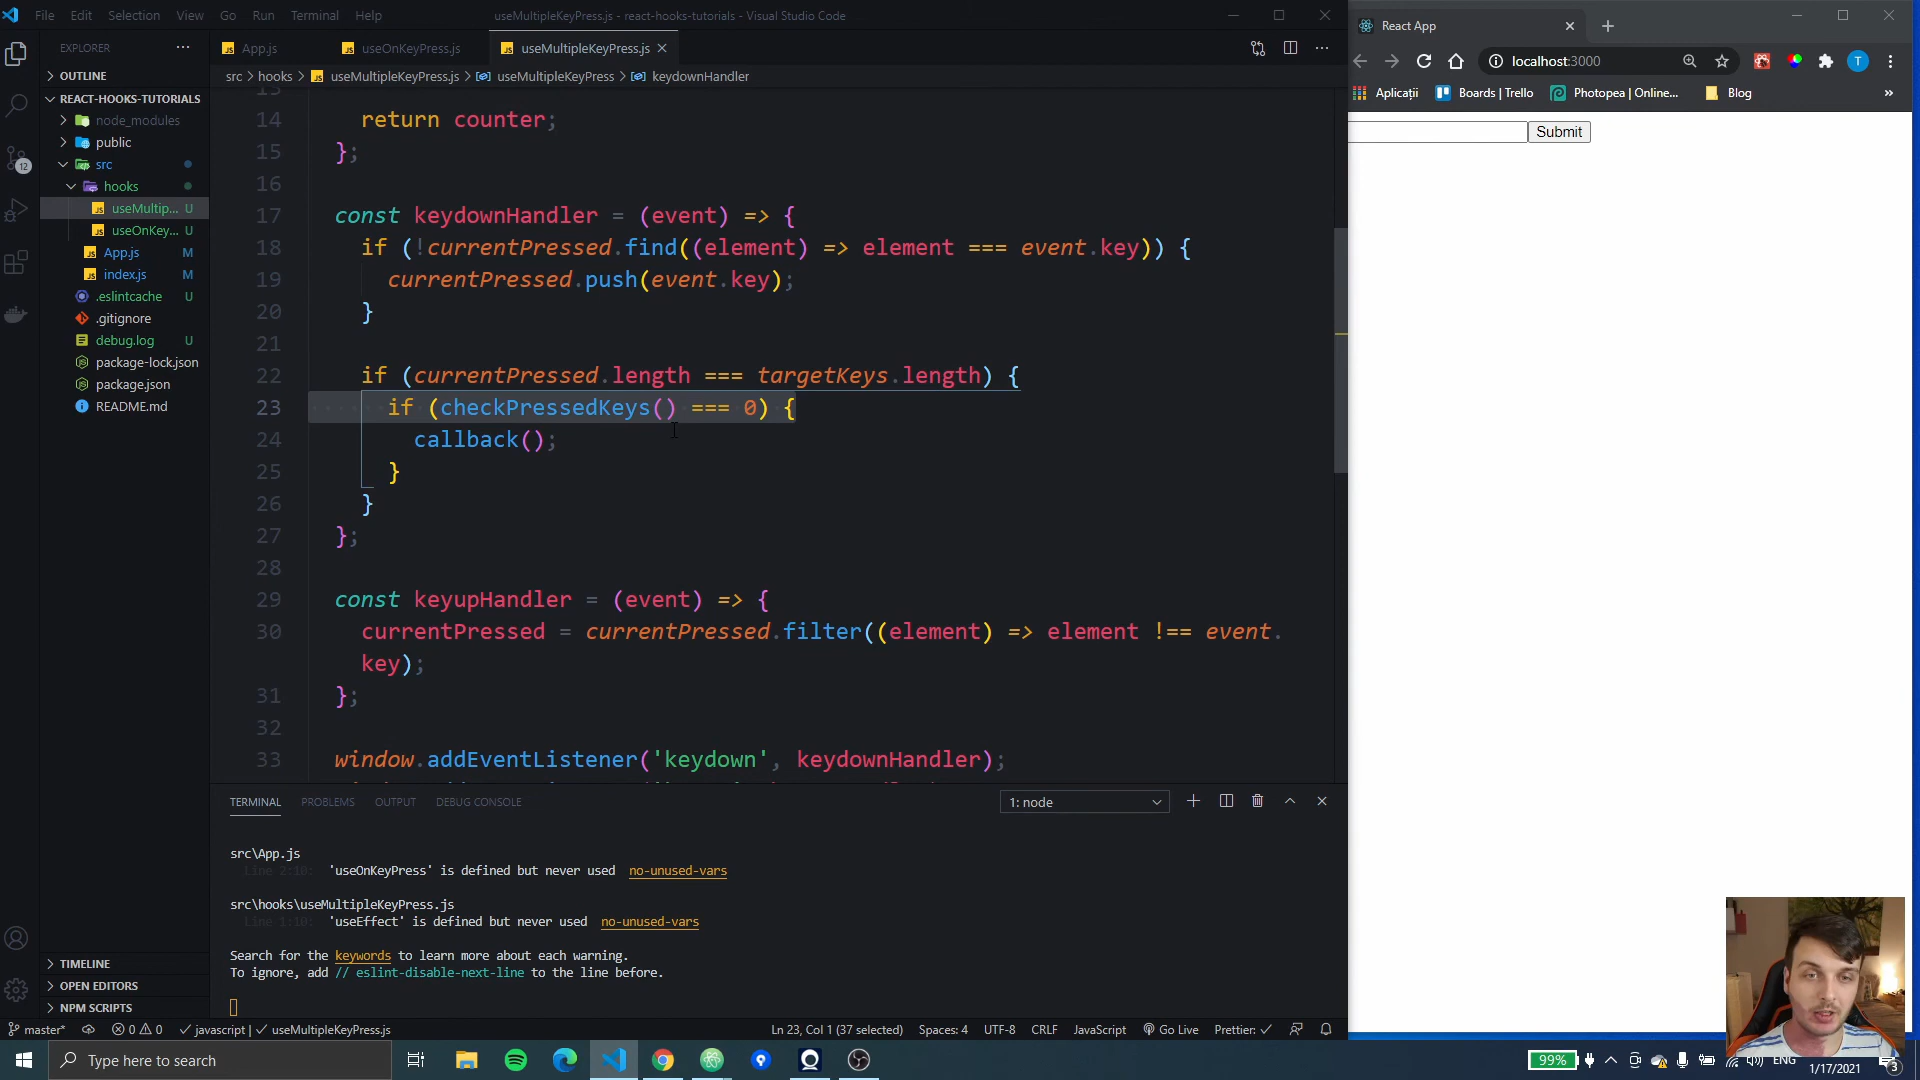 File Edit Selection View Go Run Terminal Help
useMultipleKeyPress.js - react-hooks-tutorials - Visual Studio Code
EXPLORER
OUTLINE
REACT-HOOKS-TUTORIALS
node_modules
public
src
hooks
useMultip... U
useOnKey... U
App.js M
index.js M
.eslintcache U
.gitignore
debug.log U
package-lock.json
package.json
README.md
TIMELINE
OPEN EDITORS
NPM SCRIPTS
12
App.js useOnKeyPress.js useMultipleKeyPress.js
src > hooks > useMultipleKeyPress.js > useMultipleKeyPress > keydownHandler
13
14 return counter;
15 };
16
17 const keydownHandler = (event) => {
18 if (!currentPressed.find((element) => element === event.key)) {
19 currentPressed.push(event.key);
20 }
21
22 if (currentPressed.length === targetKeys.length) {
23 if (checkPressedKeys() === 0) {
24 callback();
25 }
26 }
27 };
28
29 const keyupHandler = (event) => {
30 currentPressed = currentPressed.filter((element) => element !== event.
key);
31 };
32
33 window.addEventListener('keydown', keydownHandler);
TERMINAL PROBLEMS OUTPUT DEBUG CONSOLE
1: node
src\App.js
Line 2:10: 'useOnKeyPress' is defined but never used no-unused-vars
src\hooks\useMultipleKeyPress.js
Line 1:10: 'useEffect' is defined but never used no-unused-vars
Search for the keywords to learn more about each warning.
To ignore, add // eslint-disable-next-line to the line before.
master* 0 0 javascript | useMultipleKeyPress.js
Ln 23, Col 1 (37 selected) Spaces: 4 UTF-8 CRLF JavaScript Go Live Prettier:
React App
localhost:3000
T
Aplicații Boards | Trello Photopea | Online... Blog »
Submit
Type here to search
99%
ENG
1/17/2021
3